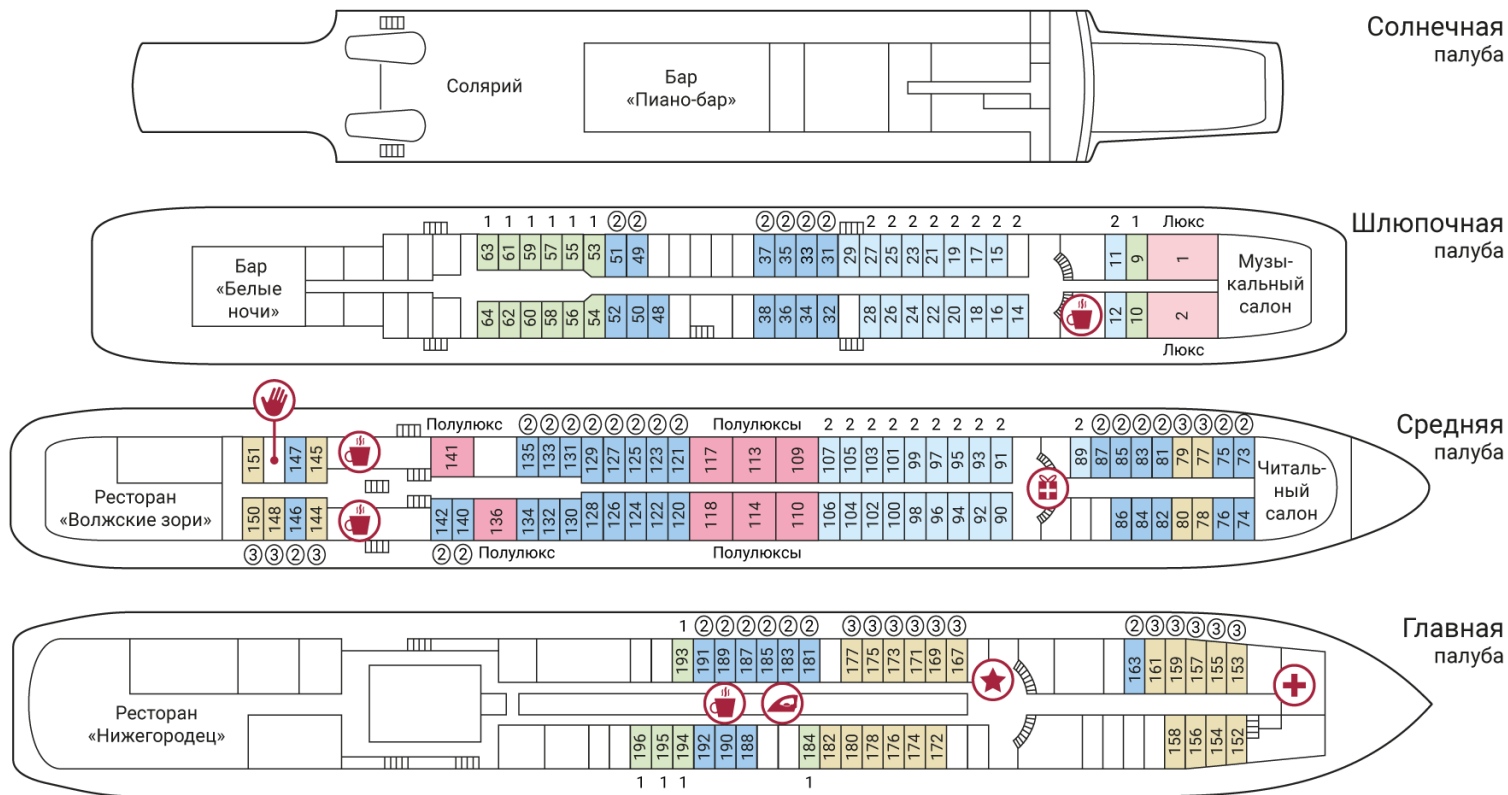 Солнечная
палуба
Солярий
Бар
«Пиано-бар»
Шлюпочная
палуба
1 1 1 1 1 1 2 2 2 2 2 2 2 2 2 2 2 2 2 2 2 1 Люкс
63 61 59 57 55 53 51 49 37 35 33 31 29 27 25 23 21 19 17 15 11 9 1
Бар
«Белые
ночи»
Музы-
кальный
салон
64 62 60 58 56 54 52 50 48 38 36 34 32 28 26 24 22 20 18 16 14 12 10 2
Люкс
Средняя
палуба
Полулюкс 2 2 2 2 2 2 2 2 Полулюксы 2 2 2 2 2 2 2 2 2 2 2 2 2 2 3 3 2 2
151 147 145 141 135 133 131 129 127 125 123 121 117 113 109 107 105 103 101 99 97 95 93 91 89 87 85 83 81 79 77 75 73
Ресторан
«Волжские зори»
Читаль-
ный
салон
150 148 146 144 142 140 136 134 132 130 128 126 124 122 120 118 114 110 106 104 102 100 98 96 94 92 90 86 84 82 80 78 76 74
3 3 2 3 2 2 Полулюкс Полулюксы
Главная
палуба
1 2 2 2 2 2 2 3 3 3 3 3 3 2 3 3 3 3 3
193 191 189 187 185 183 181 177 175 173 171 169 167 163 161 159 157 155 153
Ресторан
«Нижегородец»
196 195 194 192 190 188 184 182 180 178 176 174 172 158 156 154 152
1 1 1 1